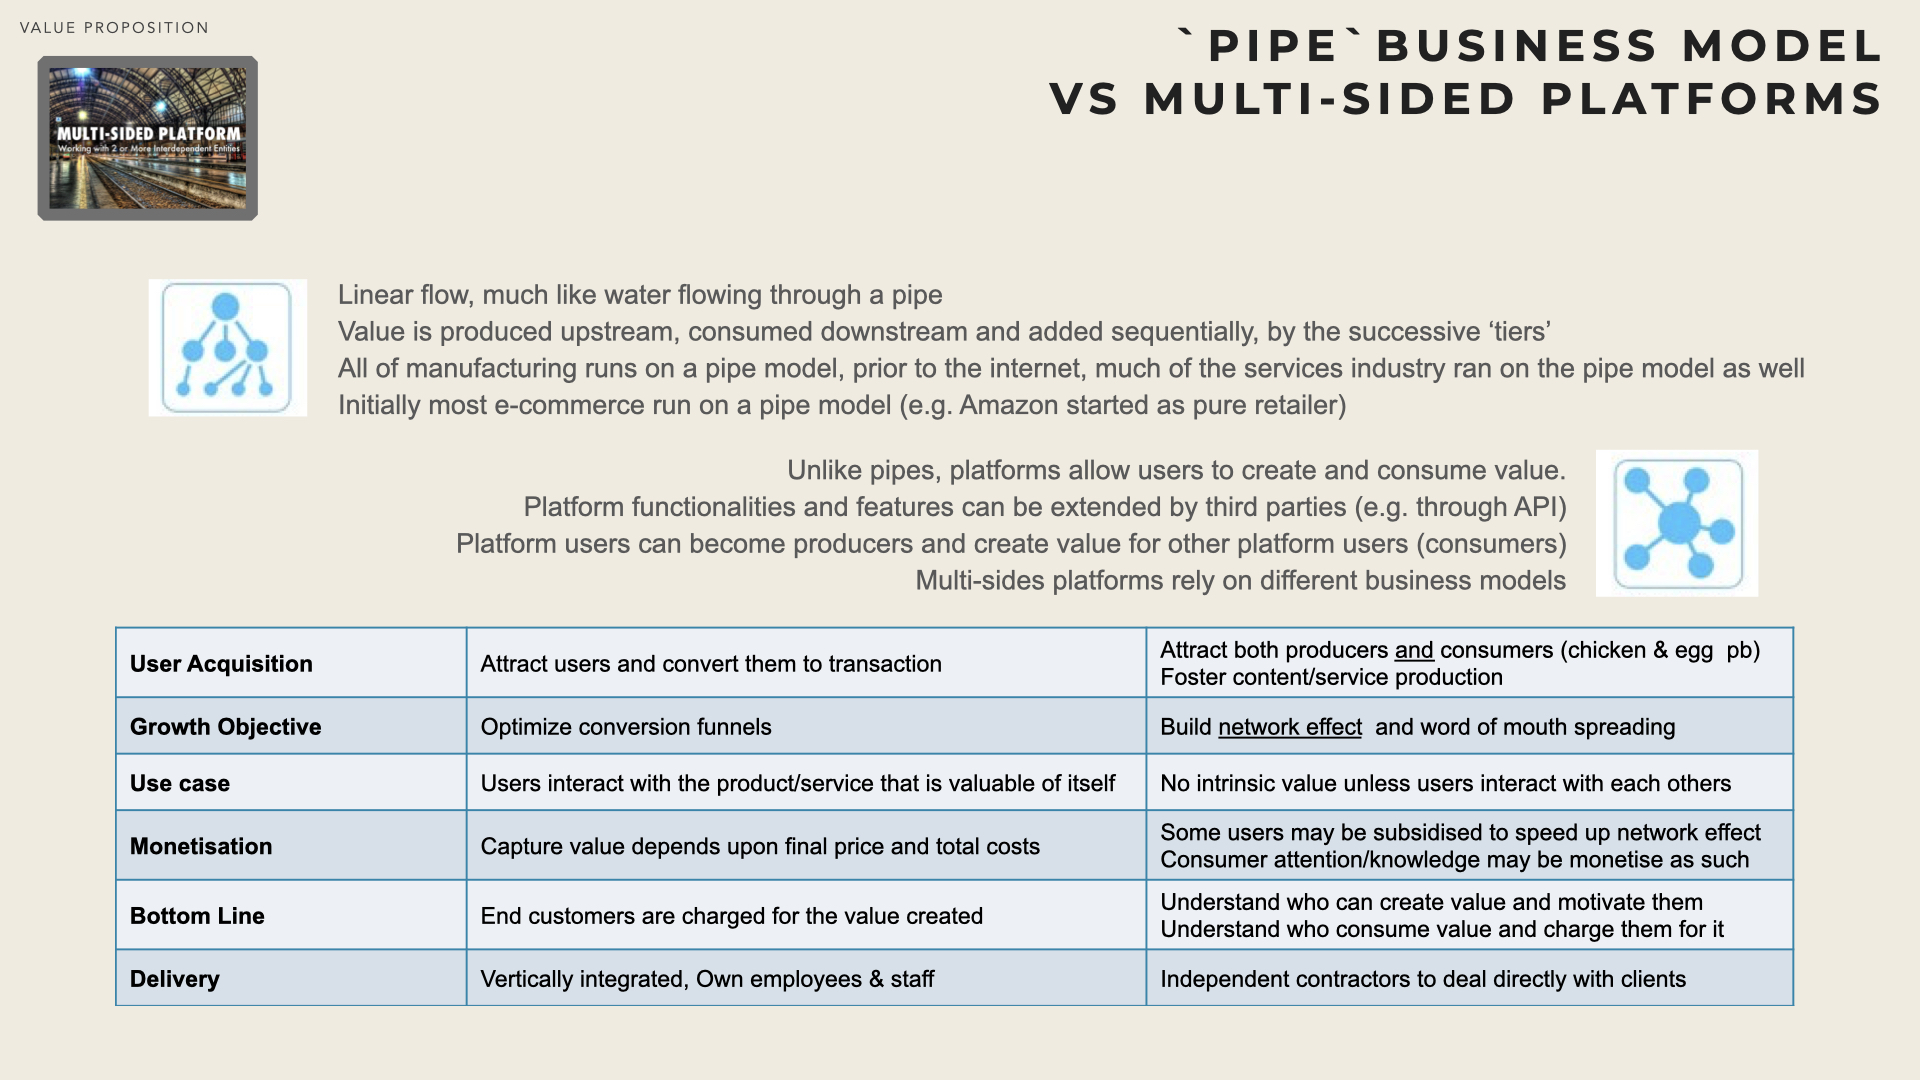 VALUE PROPOSITION
`PIPE`BUSINESS MODEL
VS MULTI-SIDED PLATFORMS
MULTI-SIDED PLATFORM
Working with 2 or More Interdependent Entities
Linear flow, much like water flowing through a pipe
Value is produced upstream, consumed downstream and added sequentially, by the successive ‘tiers’
All of manufacturing runs on a pipe model, prior to the internet, much of the services industry ran on the pipe model as well
Initially most e-commerce run on a pipe model (e.g. Amazon started as pure retailer)
Unlike pipes, platforms allow users to create and consume value.
Platform functionalities and features can be extended by third parties (e.g. through API)
Platform users can become producers and create value for other platform users (consumers)
Multi-sides platforms rely on different business models
User Acquisition
Attract users and convert them to transaction
Attract both producers and consumers (chicken & egg  pb)
Foster content/service production
Growth Objective
Optimize conversion funnels
Build network effect  and word of mouth spreading
Use case
Users interact with the product/service that is valuable of itself
No intrinsic value unless users interact with each others
Monetisation
Capture value depends upon final price and total costs
Some users may be subsidised to speed up network effect
Consumer attention/knowledge may be monetise as such
Bottom Line
End customers are charged for the value created
Understand who can create value and motivate them
Understand who consume value and charge them for it
Delivery
Vertically integrated, Own employees & staff
Independent contractors to deal directly with clients